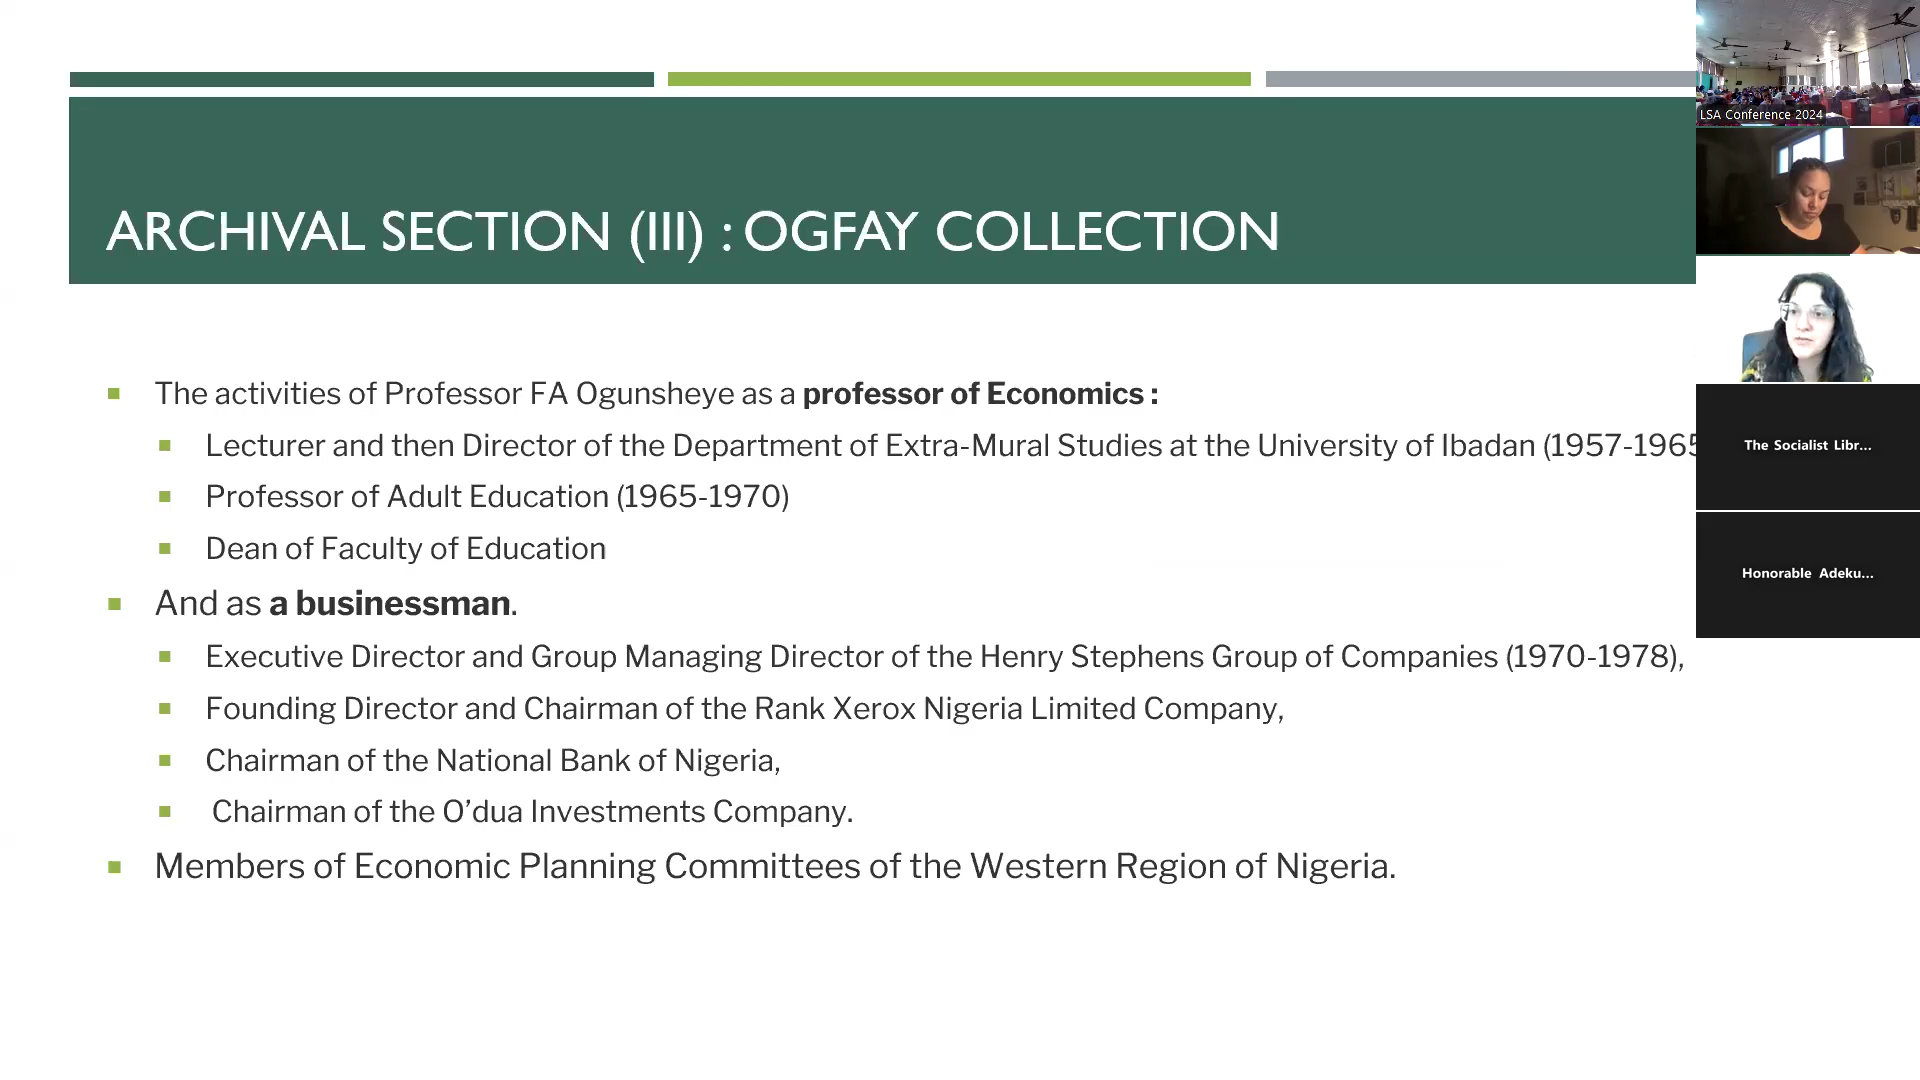 ARCHIVAL SECTION (III) : OGFAY COLLECTION
The activities of Professor FA Ogunsheye as a professor of Economics :
Lecturer and then Director of the Department of Extra-Mural Studies at the University of Ibadan (1957-1965
Professor of Adult Education (1965-1970)
Dean of Faculty of Education
And as a businessman.
Executive Director and Group Managing Director of the Henry Stephens Group of Companies (1970-1978),
Founding Director and Chairman of the Rank Xerox Nigeria Limited Company,
Chairman of the National Bank of Nigeria,
Chairman of the O’dua Investments Company.
Members of Economic Planning Committees of the Western Region of Nigeria.
LSA Conference 2024
The Socialist Libr...
Honorable Adeku...